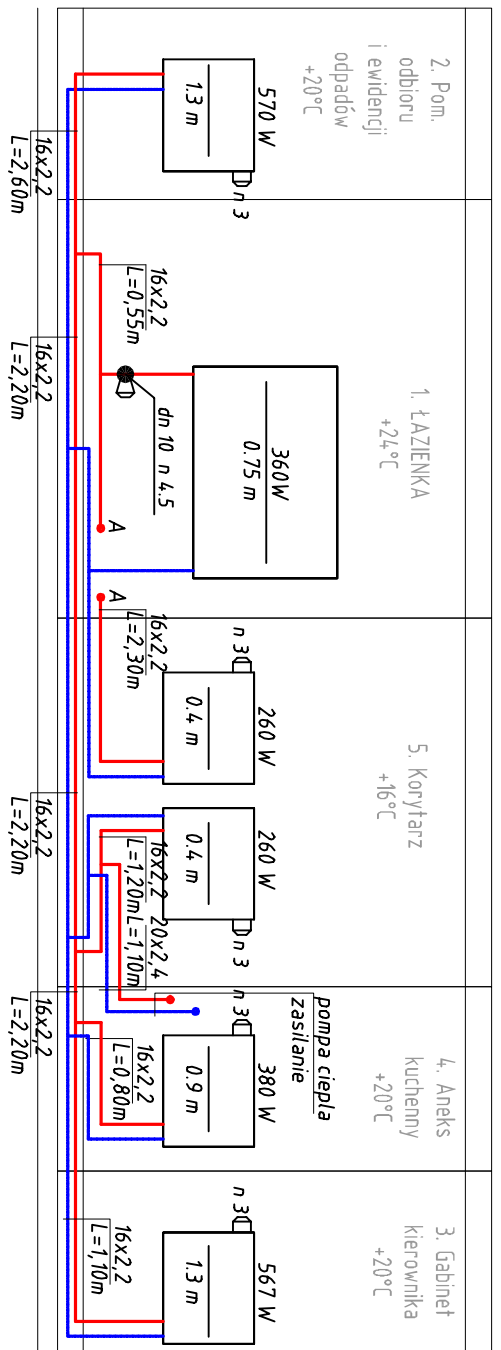 2. Pom.
odbioru
i ewidencji
odpadów
+20°C
570 W
1.3 m
n 3
16x2,2
L=2,60m
1. ŁAZIENKA
+24°C
360W
0.75 m
dn 10 n 4.5
16x2,2
L=0,55m
16x2,2
L=2,20m
A
A
16x2,2
L=2,30m
5. Korytarz
+16°C
n 3
260 W
0.4 m
260 W
0.4 m
n 3
16x2,2
L=1,20m
20x2,4
L=1,10m
16x2,2
L=2,20m
pompa ciepla
zasilanie
4. Aneks
kuchenny
+20°C
n 3
380 W
0.9 m
16x2,2
L=0,80m
16x2,2
L=2,20m
3. Gabinet
kierownika
+20°C
n 3
567 W
1.3 m
16x2,2
L=1,10m